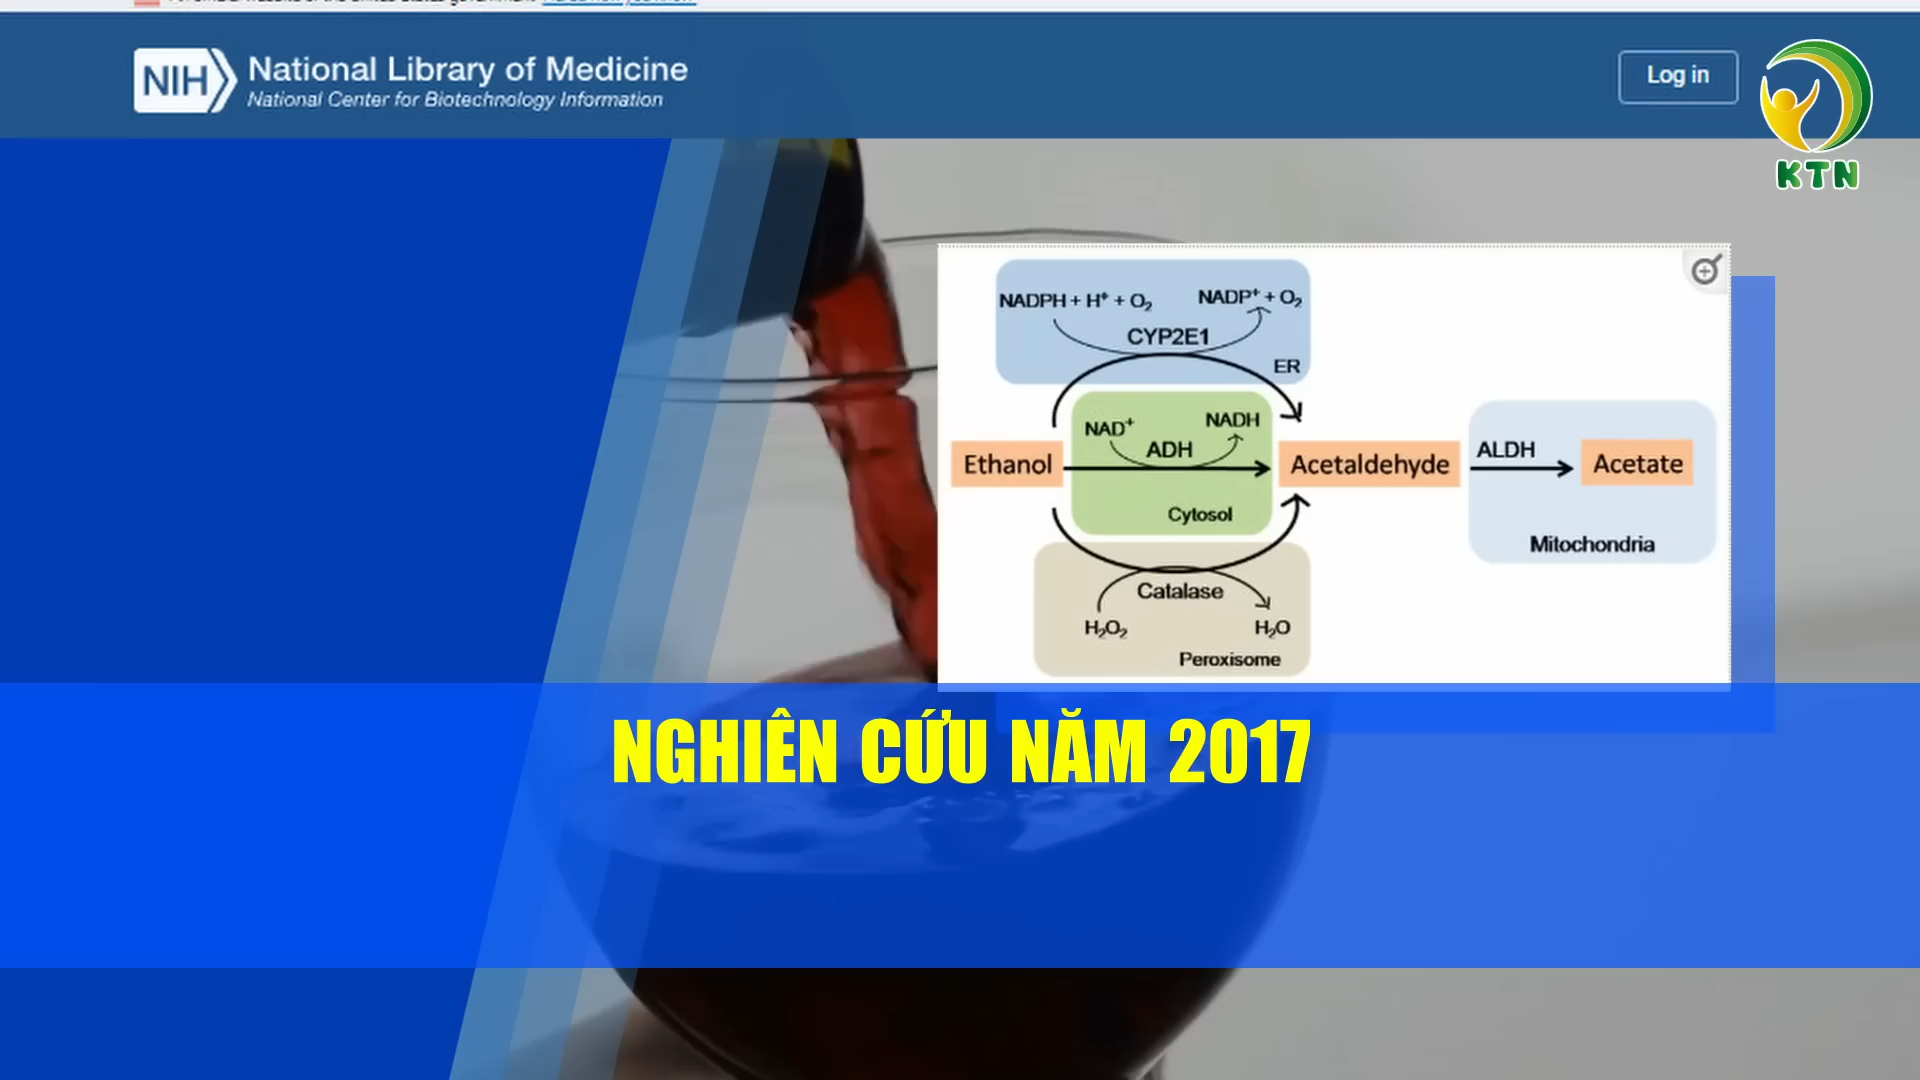 NIH
National Library of Medicine
National Center for Biotechnology Information
Log in
KTN
NADPH + H⁺ + O₂
NADP⁺ + O₂
CYP2E1
ER
NAD⁺
NADH
ADH
Ethanol
Acetaldehyde
ALDH
Acetate
Cytosol
Mitochondria
Catalase
H₂O₂
H₂O
Peroxisome
NGHIÊN CỨU NĂM 2017